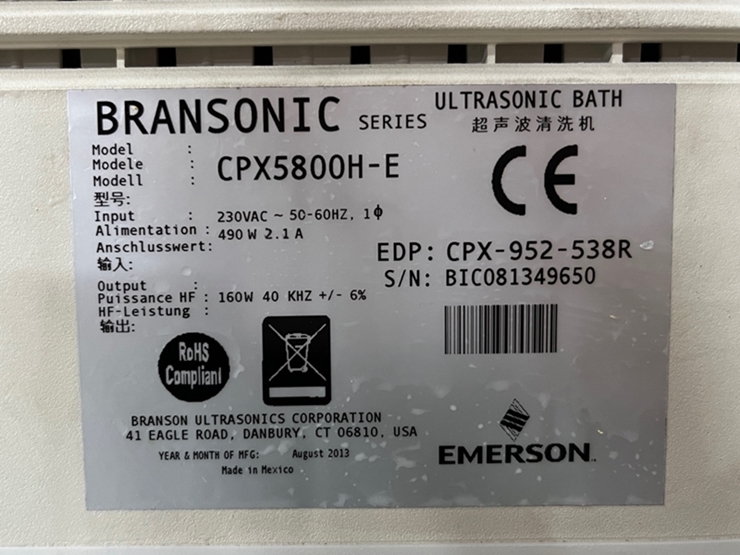 BRANSONIC SERIES
ULTRASONIC BATH
超声波清洗机
Model :
Modele :
Modell :
型号:
CPX5800H-E
CE
Input :
Alimentation :
Anschlusswert:
输入:
230VAC ~ 50-60HZ, 1ϕ
490 W 2.1 A
EDP: CPX-952-538R
S/N: BIC081349650
Output :
Puissance HF :
HF-Leistung :
输出:
160W 40 KHZ +/- 6%
RoHS
Compliant
BRANSON ULTRASONICS CORPORATION
41 EAGLE ROAD, DANBURY, CT 06810, USA
YEAR & MONTH OF MFG: August 2013
Made in Mexico
EMERSON.